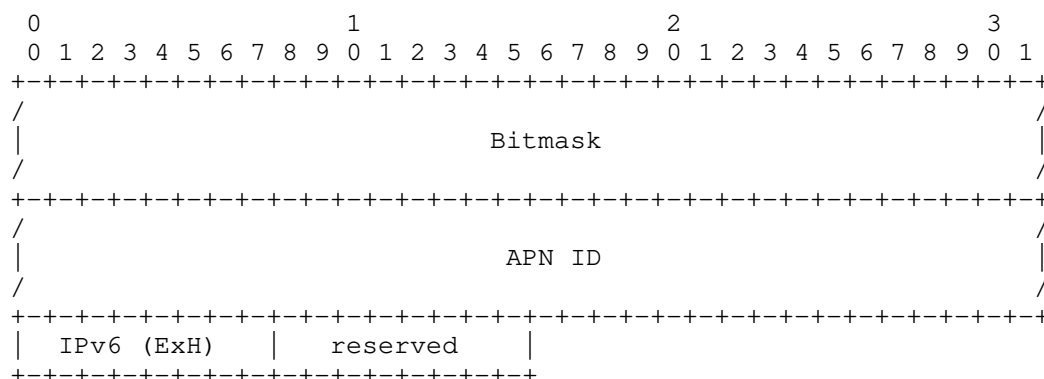 0                   1                   2                   3
 0 1 2 3 4 5 6 7 8 9 0 1 2 3 4 5 6 7 8 9 0 1 2 3 4 5 6 7 8 9 0 1
+-+-+-+-+-+-+-+-+-+-+-+-+-+-+-+-+-+-+-+-+-+-+-+-+-+-+-+-+-+-+-+-+
/                                                               /
|                            Bitmask                            |
/                                                               /
+-+-+-+-+-+-+-+-+-+-+-+-+-+-+-+-+-+-+-+-+-+-+-+-+-+-+-+-+-+-+-+-+
/                                                               /
|                             APN ID                            |
/                                                               /
+-+-+-+-+-+-+-+-+-+-+-+-+-+-+-+-+-+-+-+-+-+-+-+-+-+-+-+-+-+-+-+-+
|  IPv6 (ExH)   |   reserved    |
+-+-+-+-+-+-+-+-+-+-+-+-+-+-+-+-+